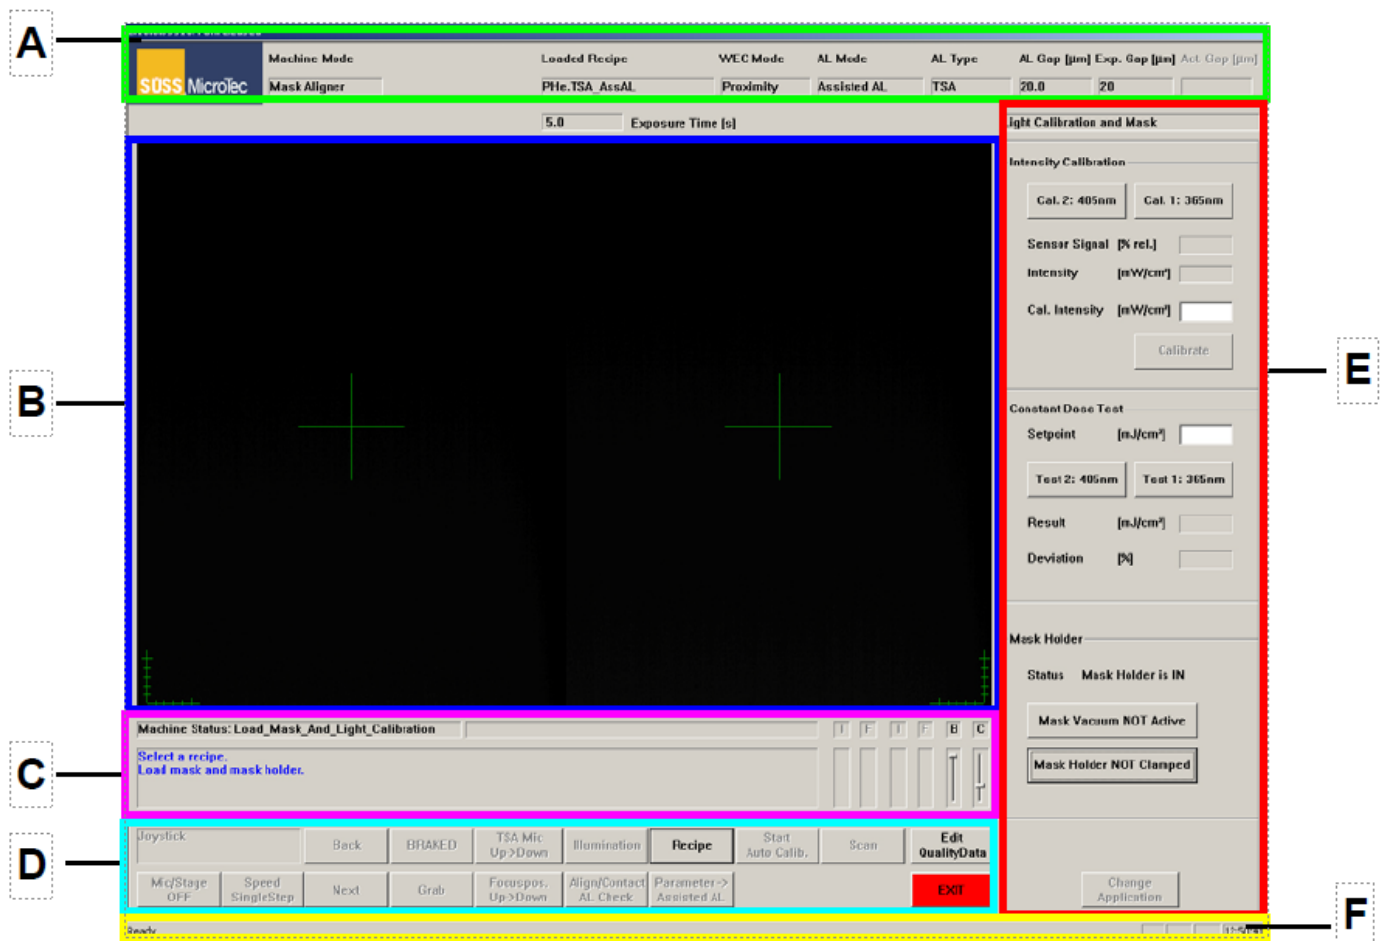 A
SÜSS MicroTec
Machine Mode
Loaded Recipe
WEC Mode
AL Mode
AL Type
AL Gap [µm]
Exp. Gap [µm]
Act. Gap [µm]
Mask Aligner
PHe.TSA_AssAL
Proximity
Assisted AL
TSA
20.0
20
5.0
Exposure Time [s]
ight Calibration and Mask
Intensity Calibration
Cal. 2: 405nm
Cal. 1: 365nm
Sensor Signal [% rel.]
Intensity [mW/cm²]
Cal. Intensity [mW/cm²]
Calibrate
E
B
Constant Dose Test
Setpoint [mJ/cm²]
Test 2: 405nm
Test 1: 365nm
Result [mJ/cm²]
Deviation [%]
Mask Holder
Status Mask Holder is IN
Mask Vacuum NOT Active
Mask Holder NOT Clamped
Machine Status: Load_Mask_And_Light_Calibration
T F T F B C
Select a recipe.
Load mask and mask holder.
C
D
Joystick
Back
BRAKED
TSA Mic
Up>Down
Illumination
Recipe
Start
Auto Calib.
Scan
Edit
QualityData
Mic/Stage
OFF
Speed
SingleStep
Next
Grab
Focuspos.
Up>Down
Align/Contact
AL Check
Parameter->
Assisted AL
EXIT
Change
Application
F
Ready